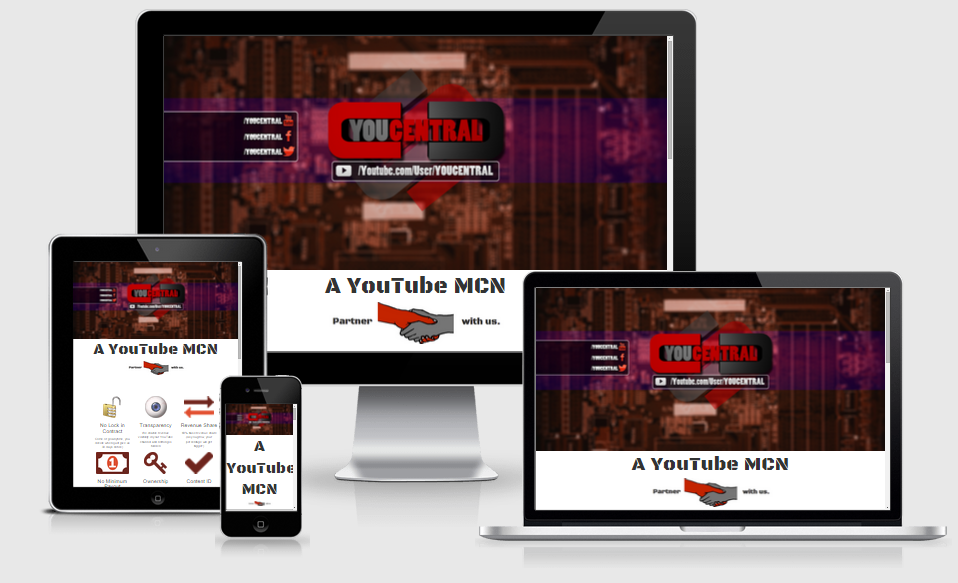 /YOUCENTRAL
/YOUCENTRAL
/YOUCENTRAL
YOUCENTRAL
/Youtube.com/User/YOUCENTRAL
A YouTube MCN
Partner with us.
YOUCENTRAL
A YouTube MCN
Partner with us.
No Lock in
Contract
Transparency
Revenue Share
No Minimum
Payout
Ownership
Content ID
A
YouTube
MCN
/YOUCENTRAL
/YOUCENTRAL
/YOUCENTRAL
YOUCENTRAL
/Youtube.com/User/YOUCENTRAL
A YouTube MCN
Partner with us.